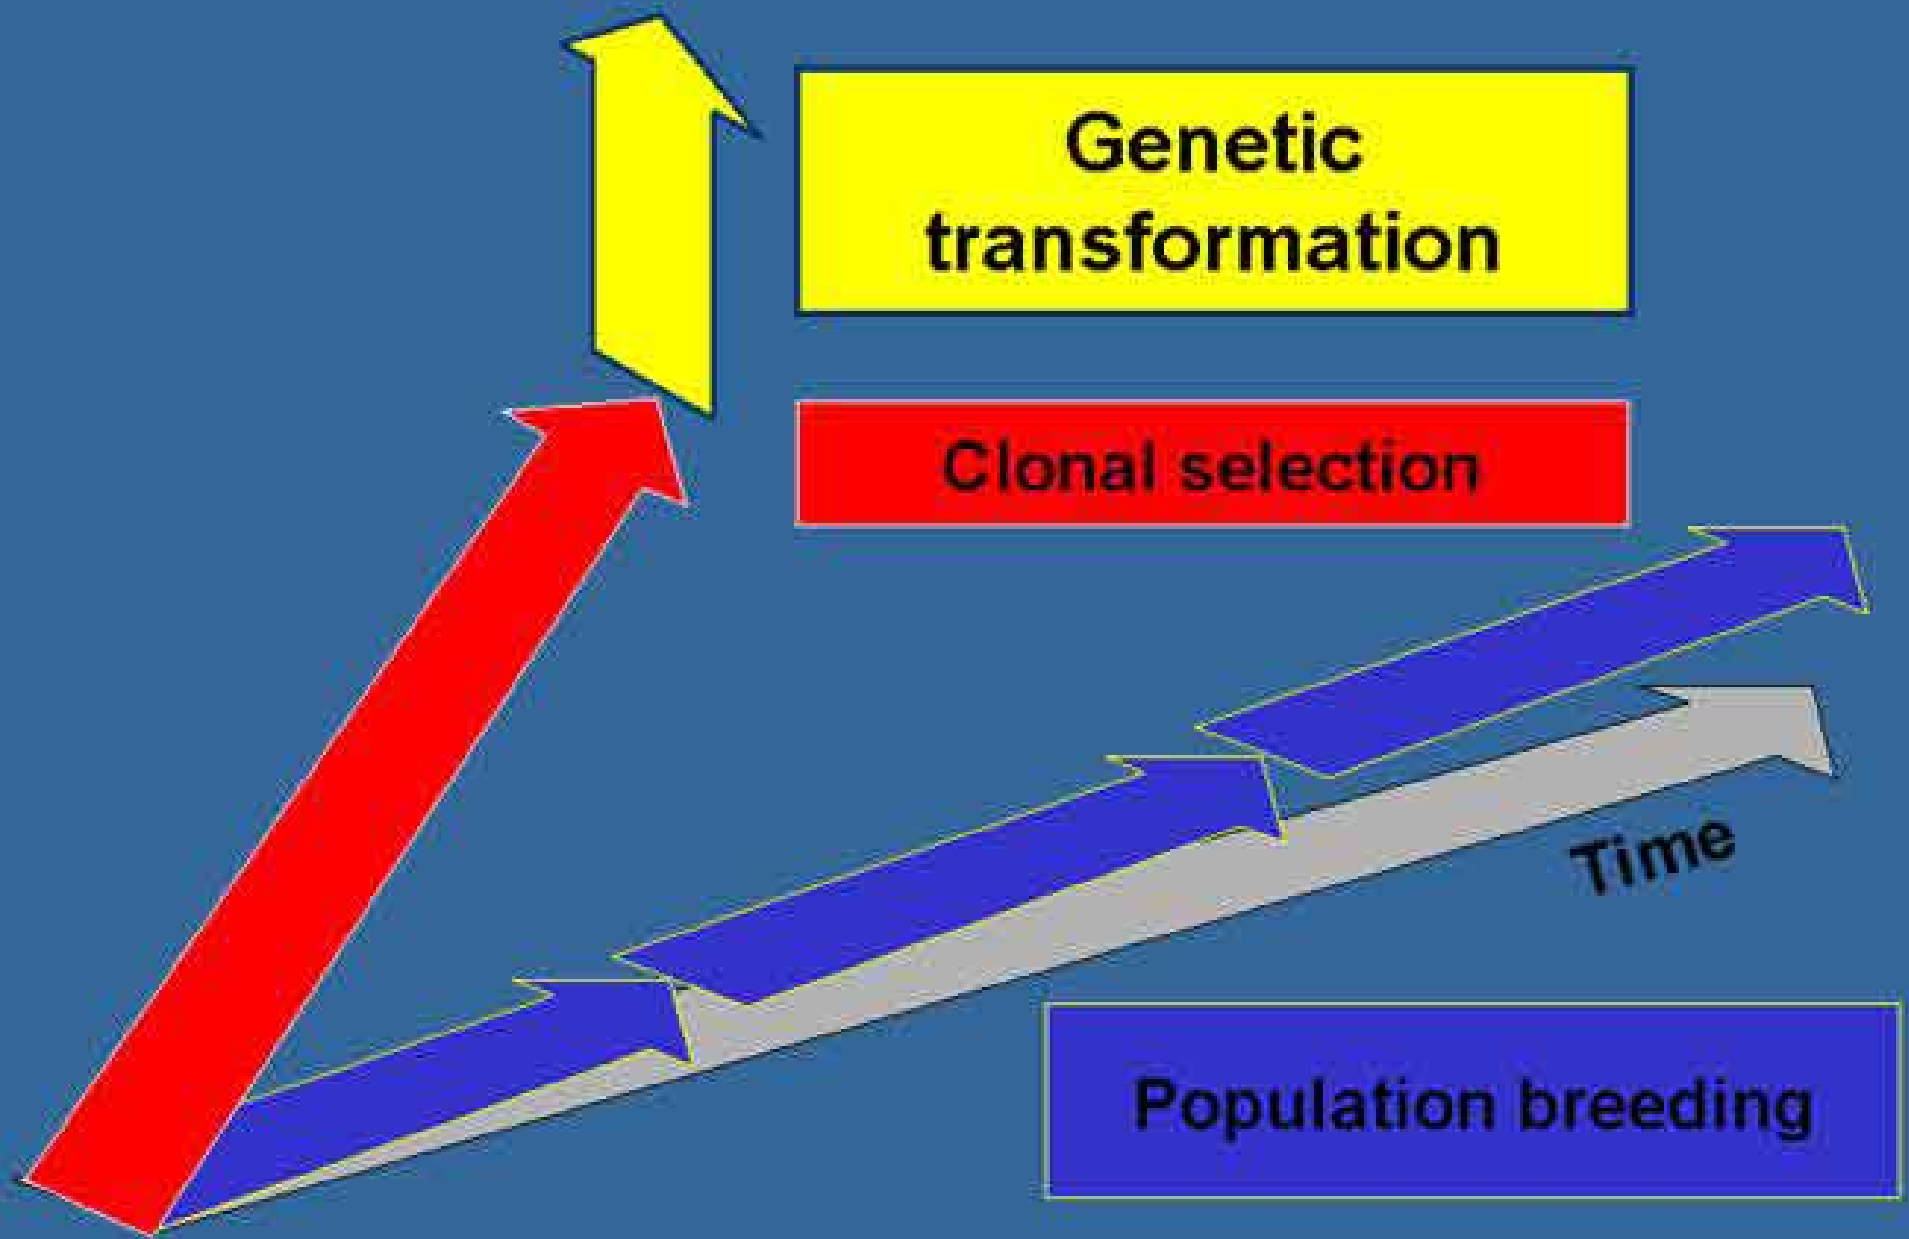 Genetic
transformation
Clonal selection
Time
Population breeding